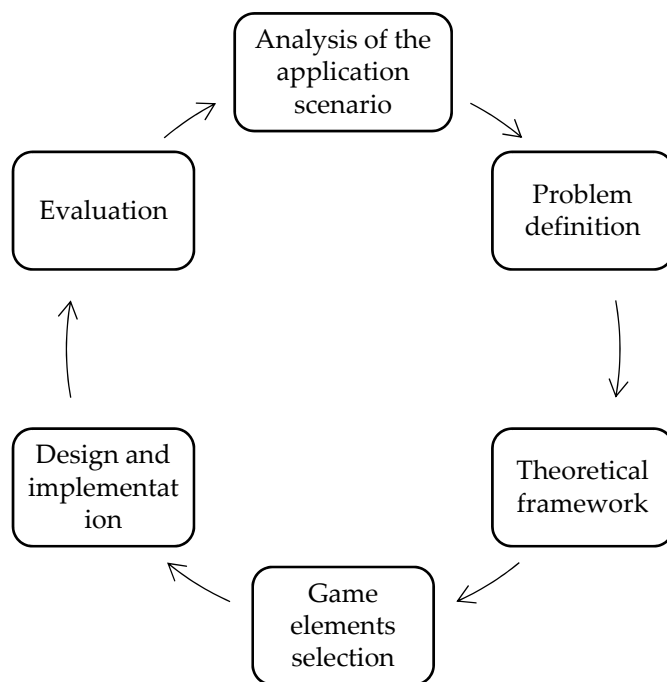 Analysis of the
application
scenario
Problem
definition
Theoretical
framework
Game
elements
selection
Design and
implementat
ion
Evaluation